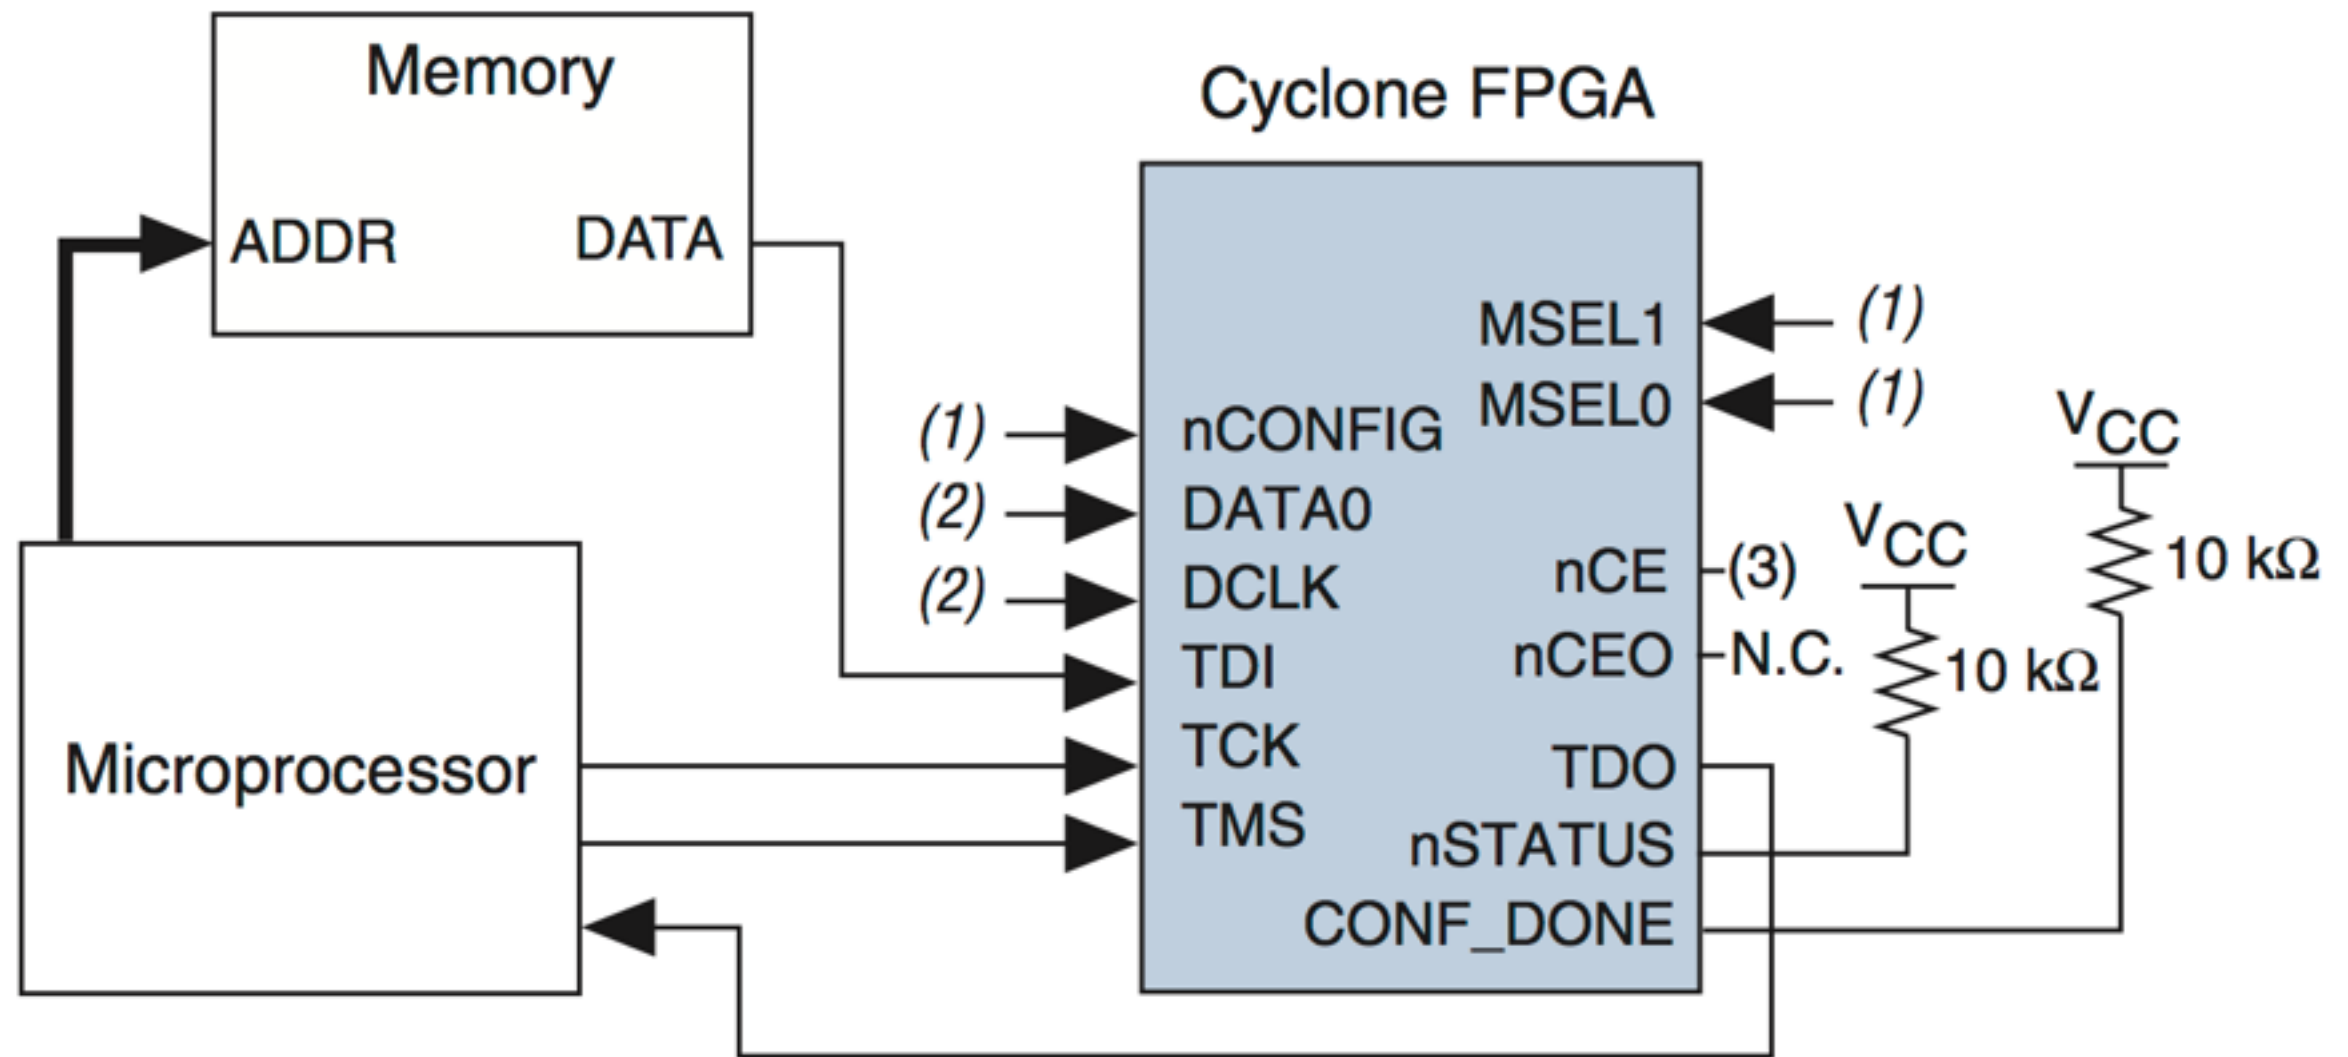 Memory
ADDR
DATA
Microprocessor
Cyclone FPGA
(1)
nCONFIG
(2)
DATA0
(2)
DCLK
TDI
TCK
TMS
MSEL1
(1)
MSEL0
(1)
nCE
(3)
nCEO
N.C.
TDO
nSTATUS
CONF_DONE
VCC
10 kΩ
VCC
10 kΩ